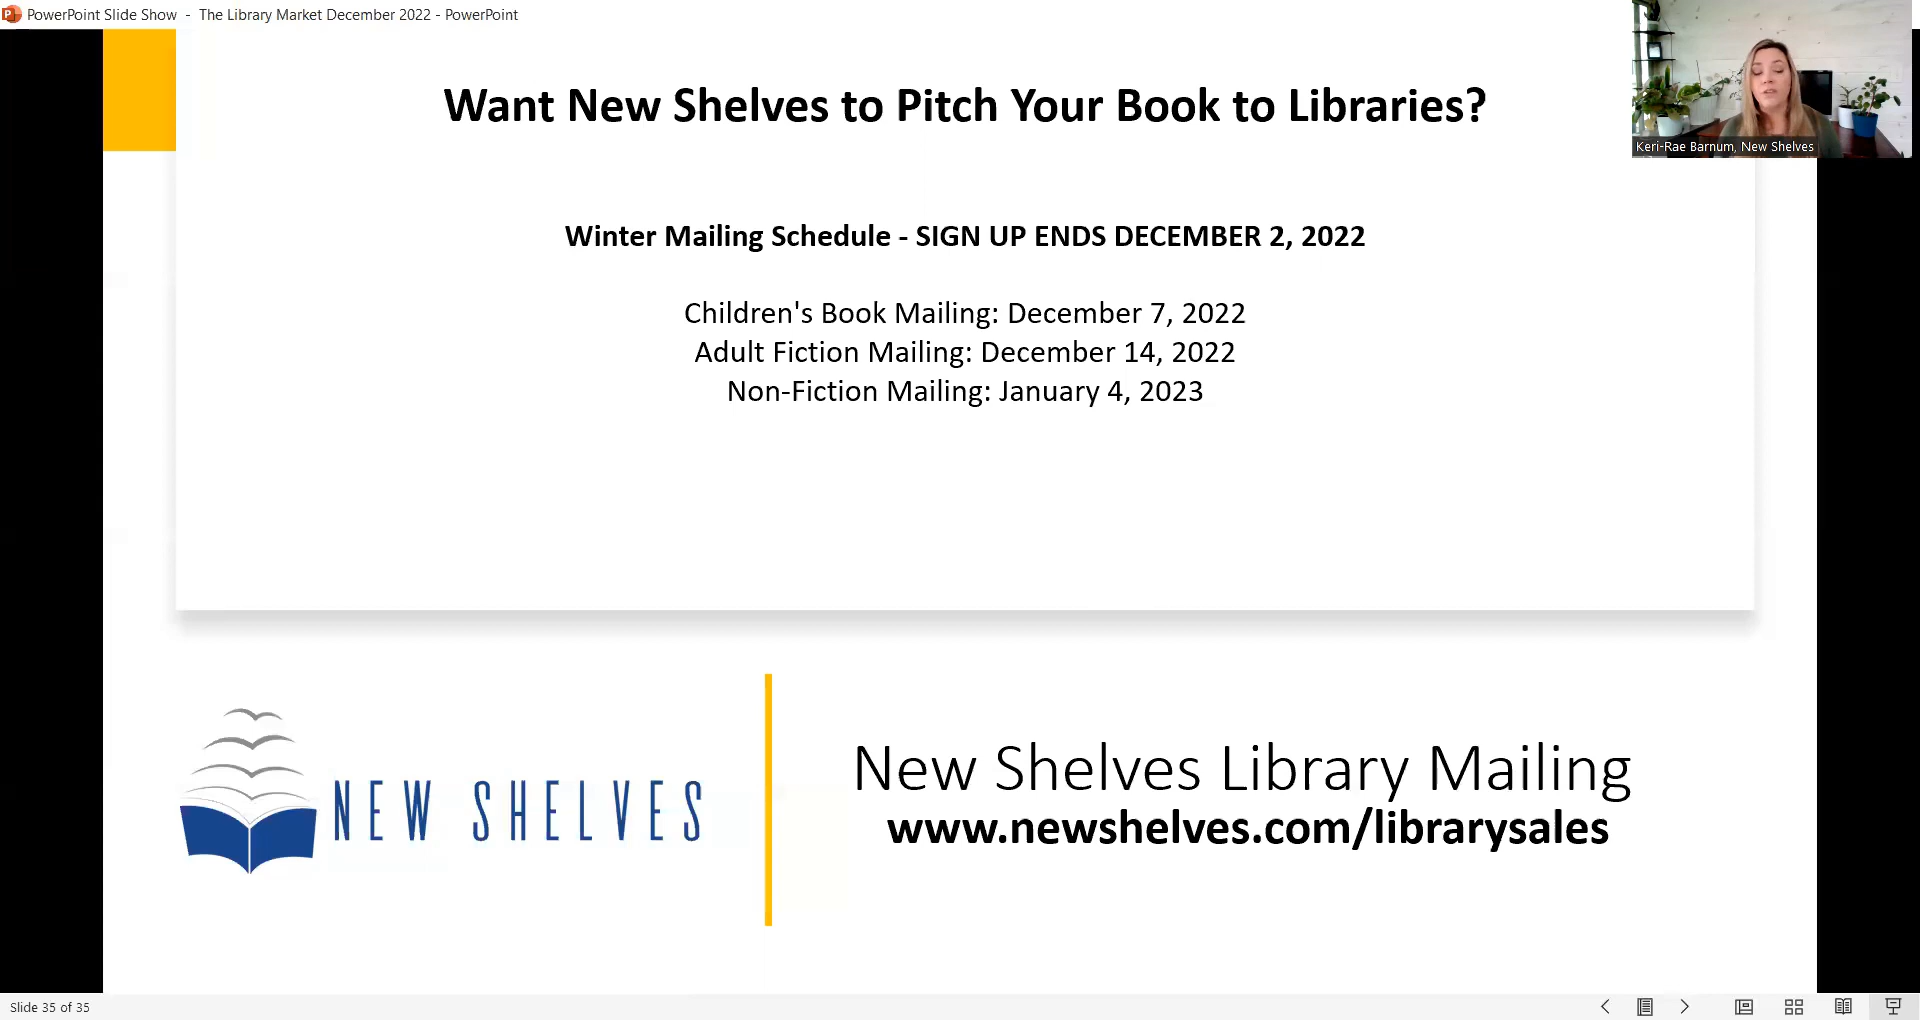 PowerPoint Slide Show - The Library Market December 2022 - PowerPoint
Want New Shelves to Pitch Your Book to Libraries?
Keri-Rae Barnum, New Shelves
Winter Mailing Schedule - SIGN UP ENDS DECEMBER 2, 2022
Children's Book Mailing: December 7, 2022
Adult Fiction Mailing: December 14, 2022
Non-Fiction Mailing: January 4, 2023
NEW SHELVES
New Shelves Library Mailing
www.newshelves.com/librarysales
Slide 35 of 35